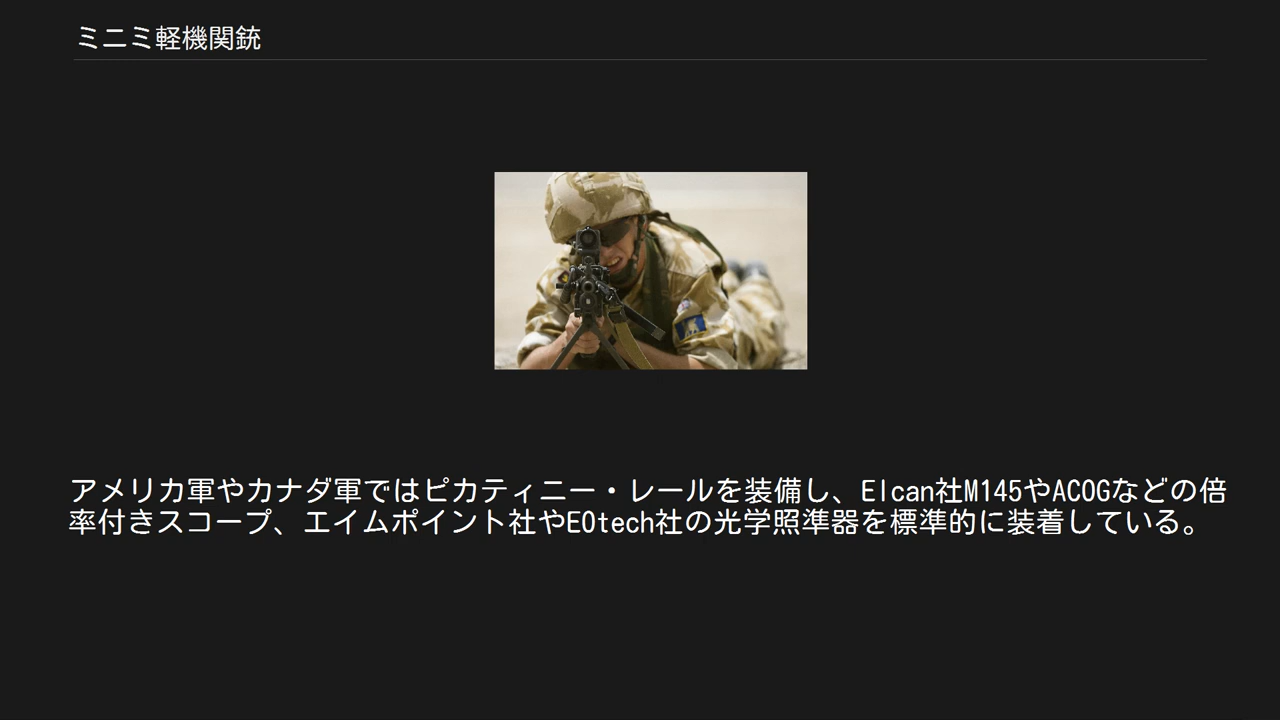 ミニミ軽機関銃
アメリカ軍やカナダ軍ではピカティニー・レールを装備し、Elcan社M145やACOGなどの倍
率付きスコープ、エイムポイント社やEOtech社の光学照準器を標準的に装着している。